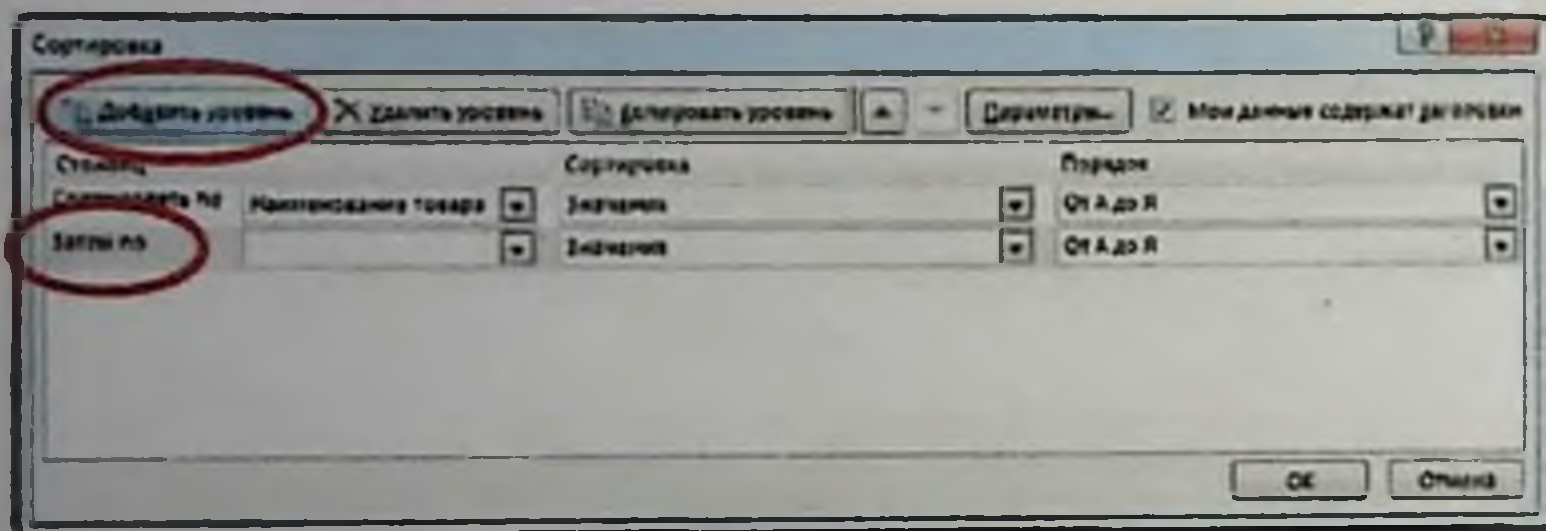 Сортировка
Добавить уровень Удалить уровень Копировать уровень Параметры... Мои данные содержат заголовки
Столбец Сортировка Порядок
Сортировать по Наименование товара Значения От А до Я
Затем по Значения От А до Я
ОК Отмена